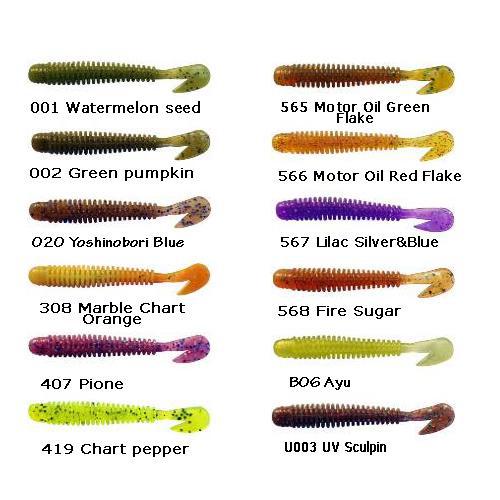 001 Watermelon seed
002 Green pumpkin
020 Yoshinobori Blue
308 Marble Chart
Orange
407 Pione
419 Chart pepper
565 Motor Oil Green
Flake
566 Motor Oil Red Flake
567 Lilac Silver&Blue
568 Fire Sugar
B06 Ayu
U003 UV Sculpin